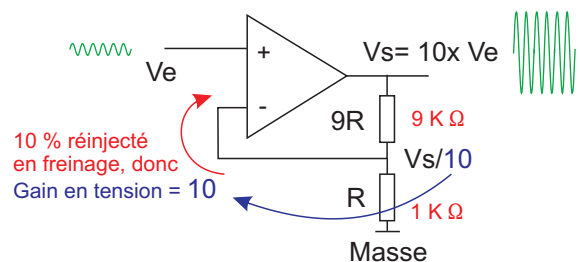 Vs= 10x Ve
Ve
+
-
9R
9 K Ω
10 % réinjecté
en freinage, donc
Gain en tension = 10
Vs/10
R
1 K Ω
Masse